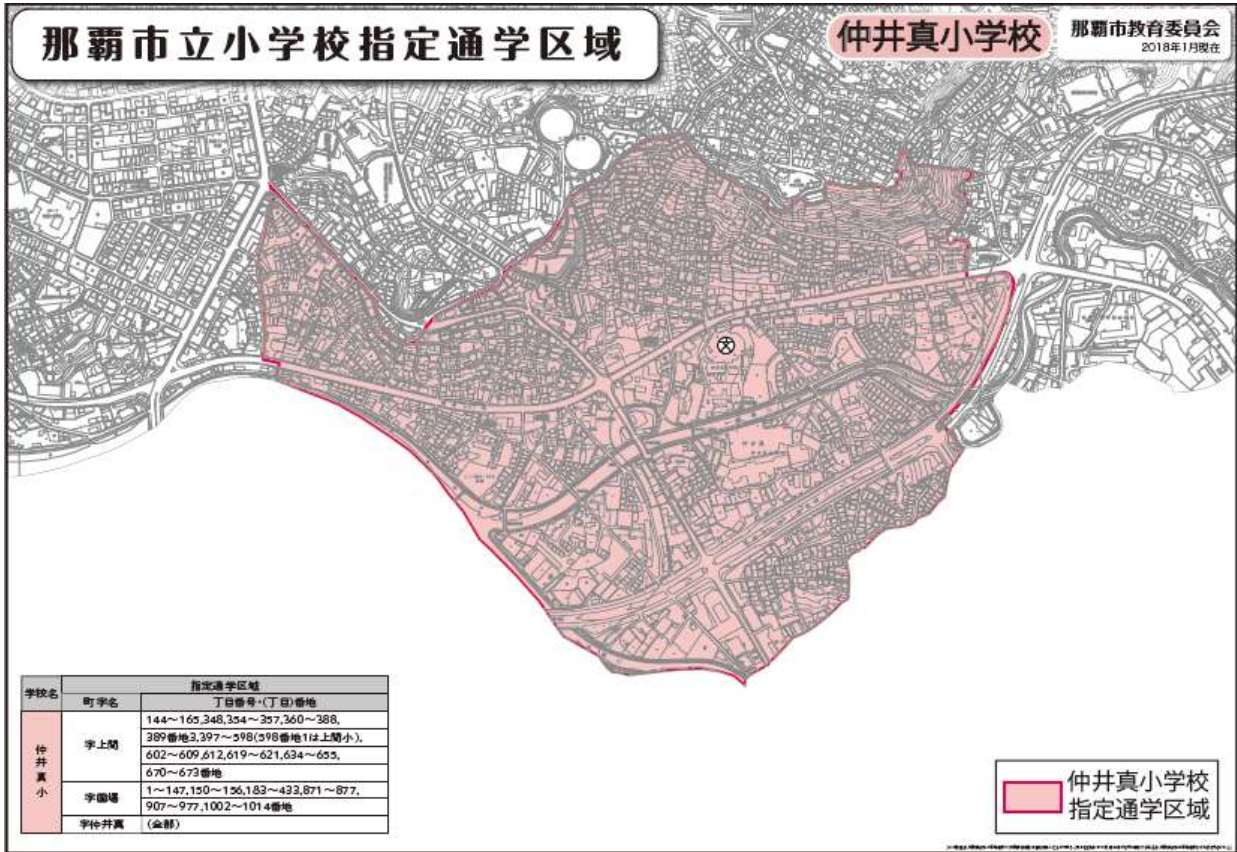 那覇市立小学校指定通学区域
仲井真小学校
那覇市教育委員会
2018年1月現在
学校名
指定通学区域
町字名
丁目番号・(丁目)番地
仲井真小
字上間
144～165,348,354～357,360～388,
389番地3,397～598(598番地1は上間小),
602～609,612,619～621,634～655,
670～673番地
字国場
1～147,150～156,183～433,871～877,
907～977,1002～1014番地
字仲井真
(全部)
仲井真小学校
指定通学区域